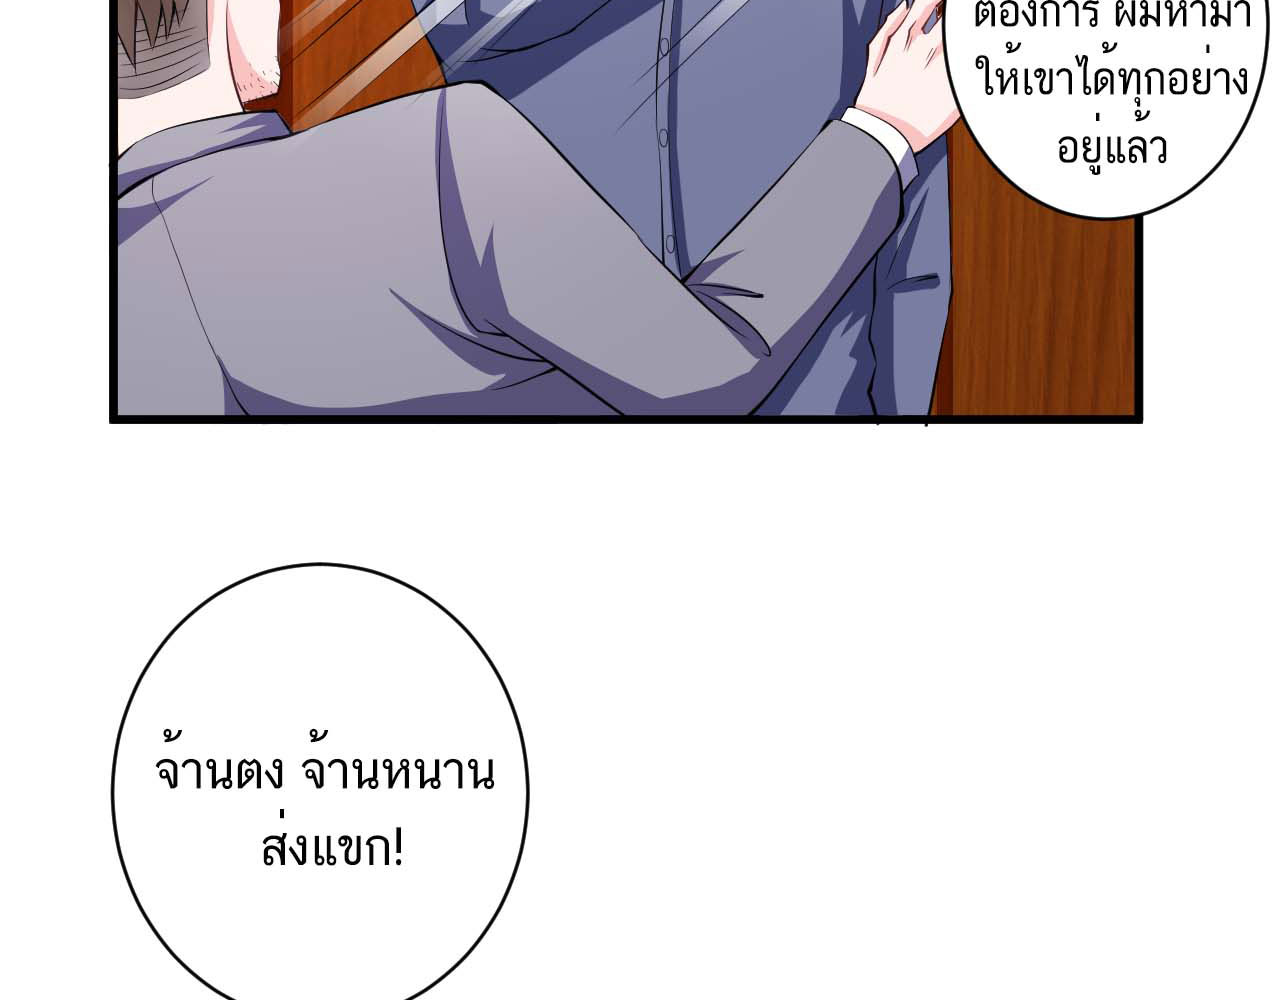 ต้องการ ผมหามา
ให้เขาได้ทุกอย่าง
อยู่แล้ว
จ้านตง จ้านหนาน
ส่งแขก!